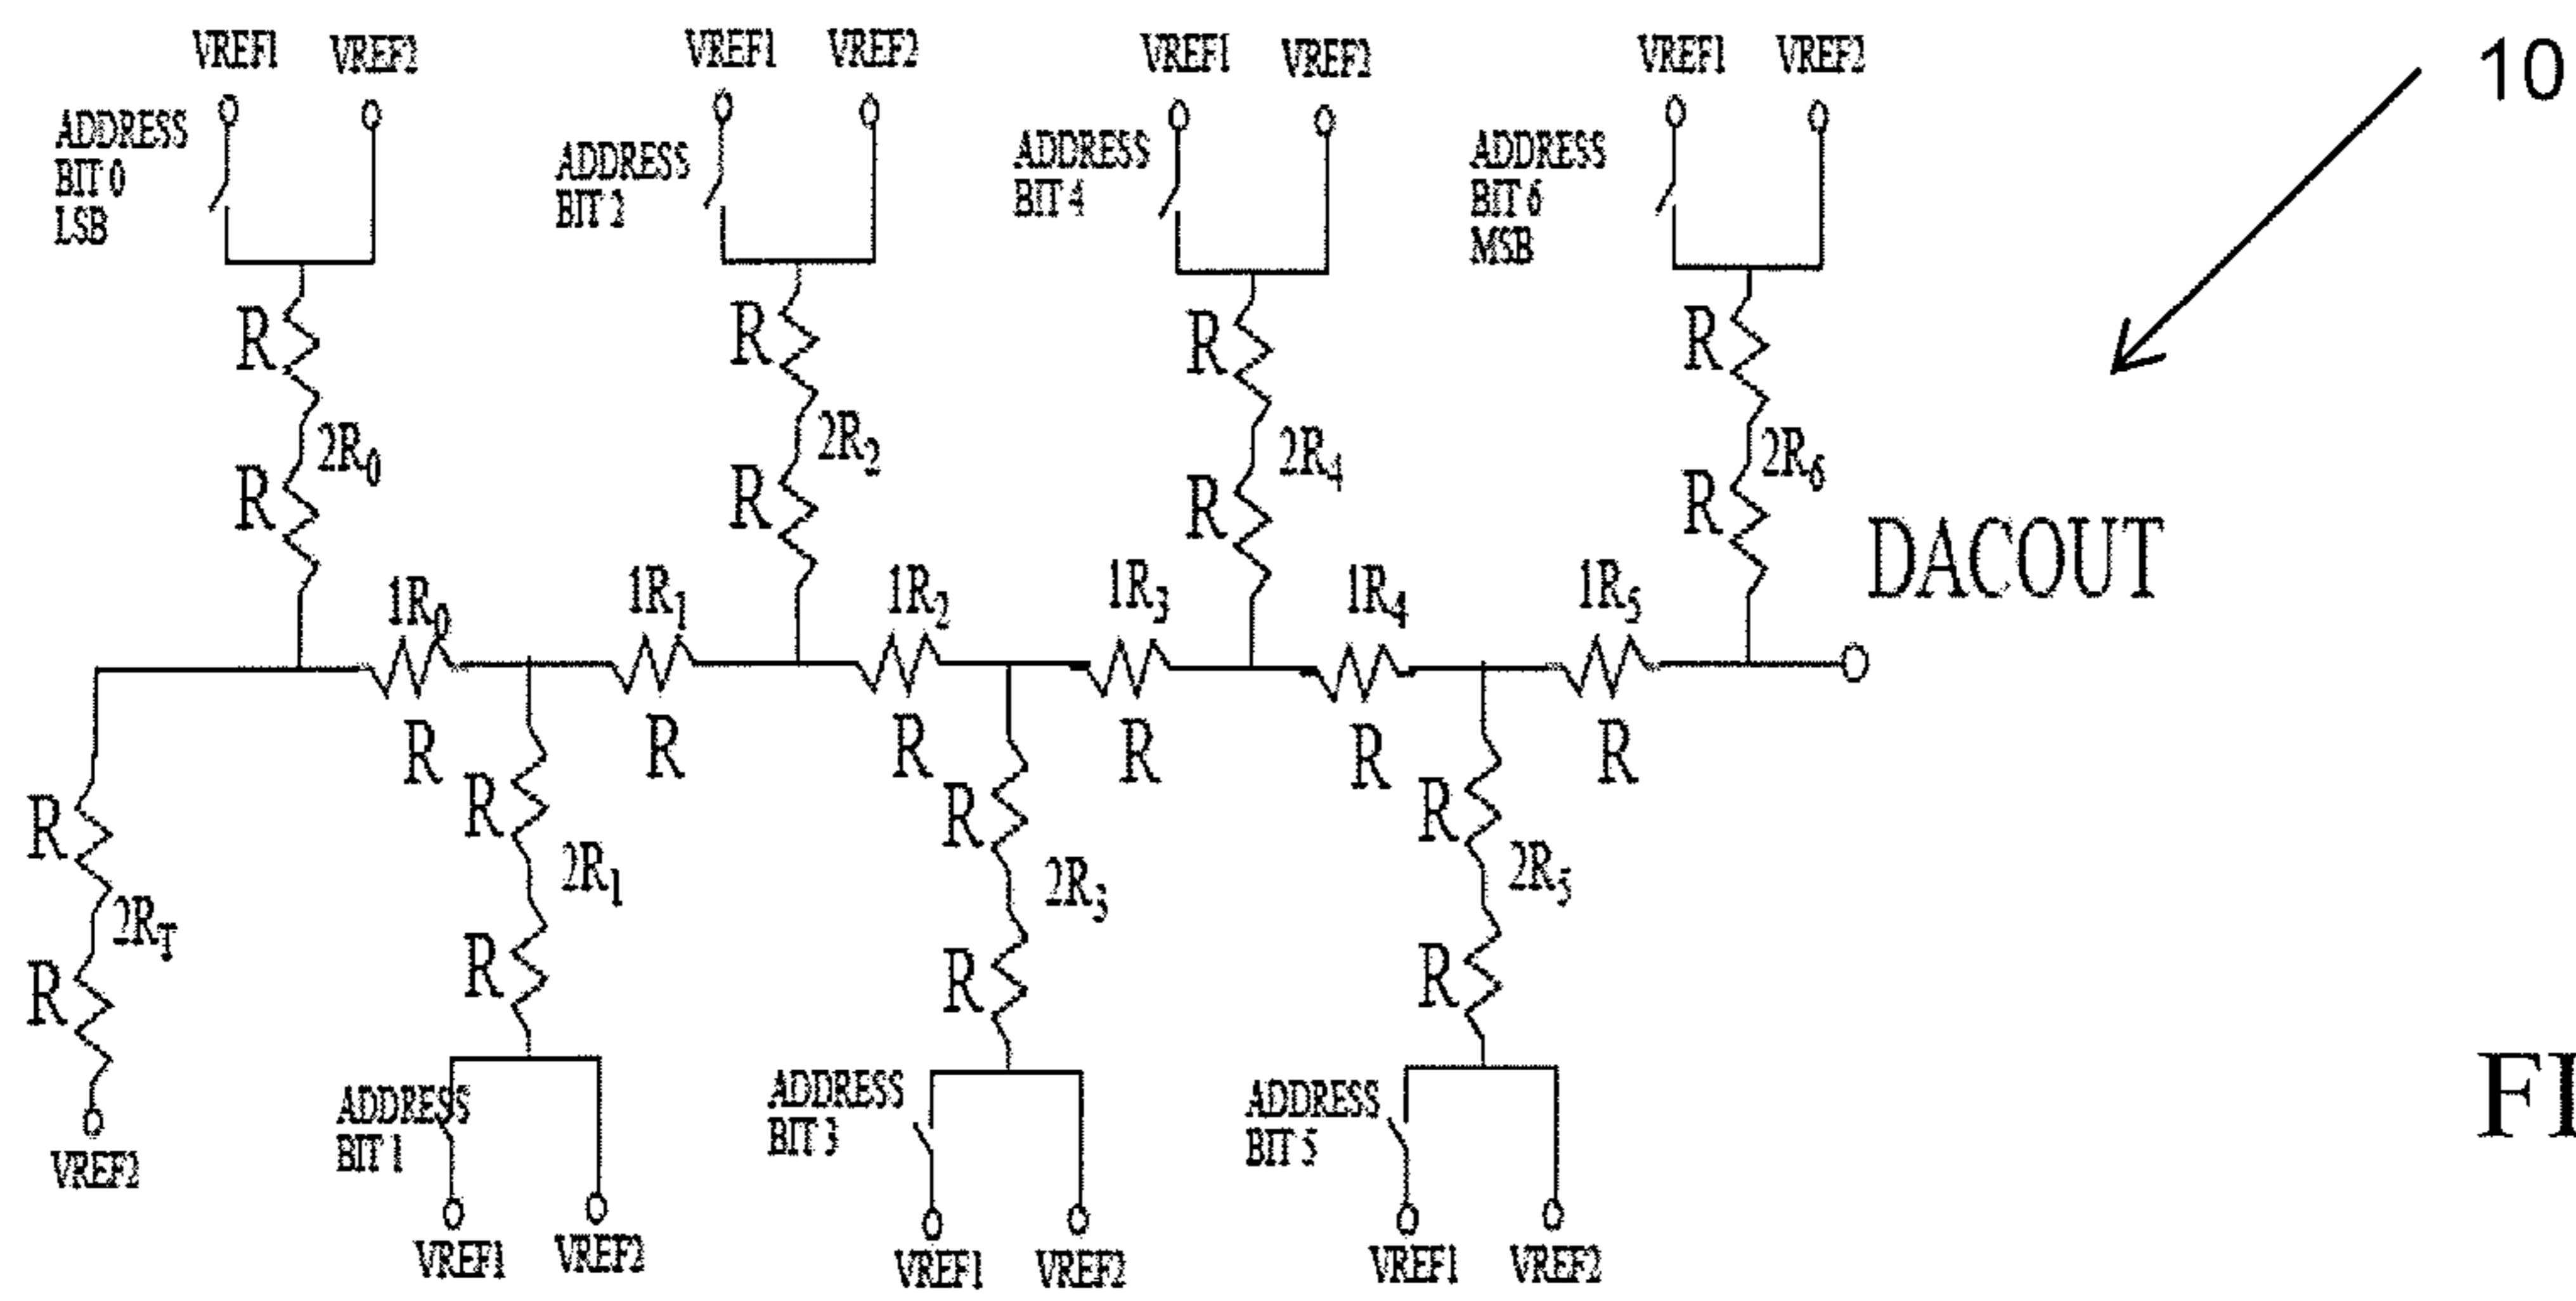 VREF1 VREF2 VREF1 VREF2 VREF1 VREF2 VREF1 VREF2
10
ADDRESS
BIT 0
LSB
ADDRESS
BIT 2
ADDRESS
BIT 4
ADDRESS
BIT 6
MSB
R R R R
2R0 2R2 2R4 2R6
R R R R
DACOUT
1R0 1R1 1R2 1R3 1R4 1R5
R R R R R R
R R R R
2RT 2R1 2R3 2R5
R R R R
VREF2
ADDRESS
BIT 1
ADDRESS
BIT 3
ADDRESS
BIT 5
VREF1 VREF2 VREF1 VREF2 VREF1 VREF2